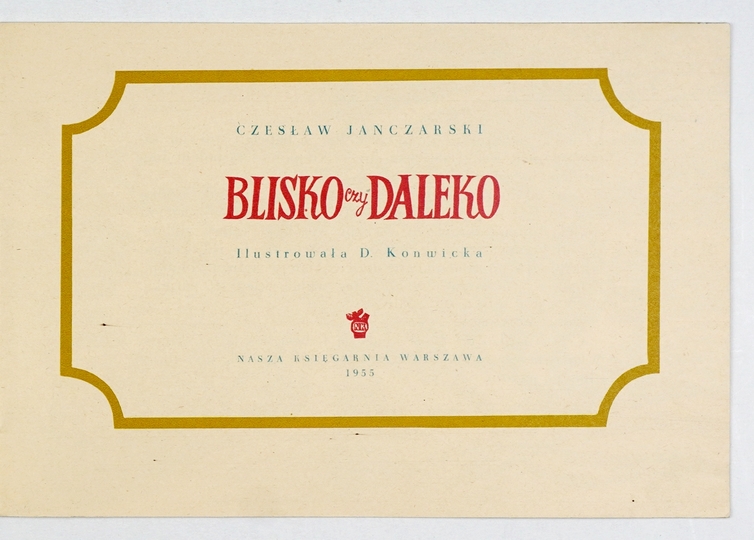 CZESŁAW JANCZARSKI
BLISKO czy DALEKO
Ilustrowała D. Konwicka
NASZA KSIĘGARNIA WARSZAWA
1955